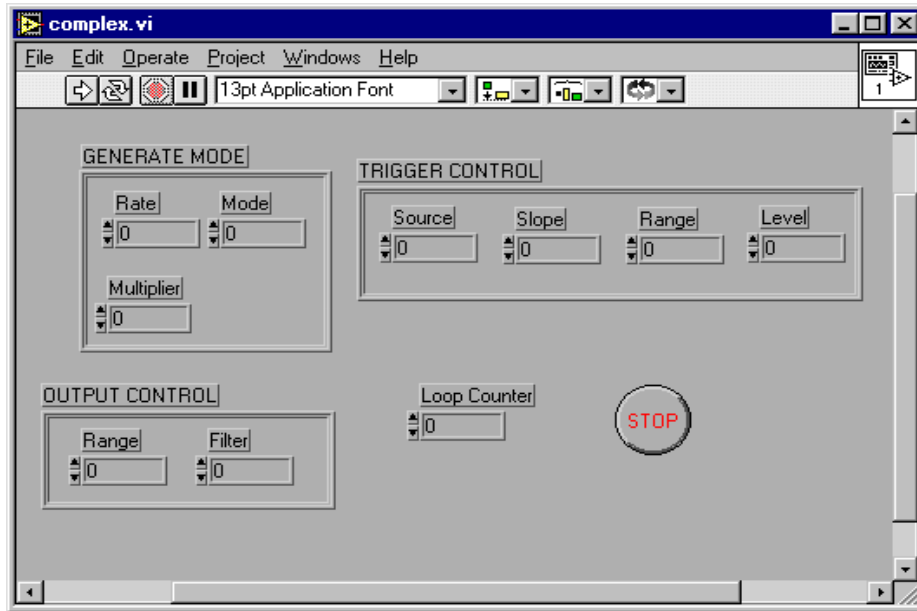 complex.vi
File Edit Operate Project Windows Help
13pt Application Font
1
GENERATE MODE
Rate Mode
0 0
Multiplier
0
TRIGGER CONTROL
Source Slope Range Level
0 0 0 0
OUTPUT CONTROL
Range Filter
0 0
Loop Counter
0
STOP